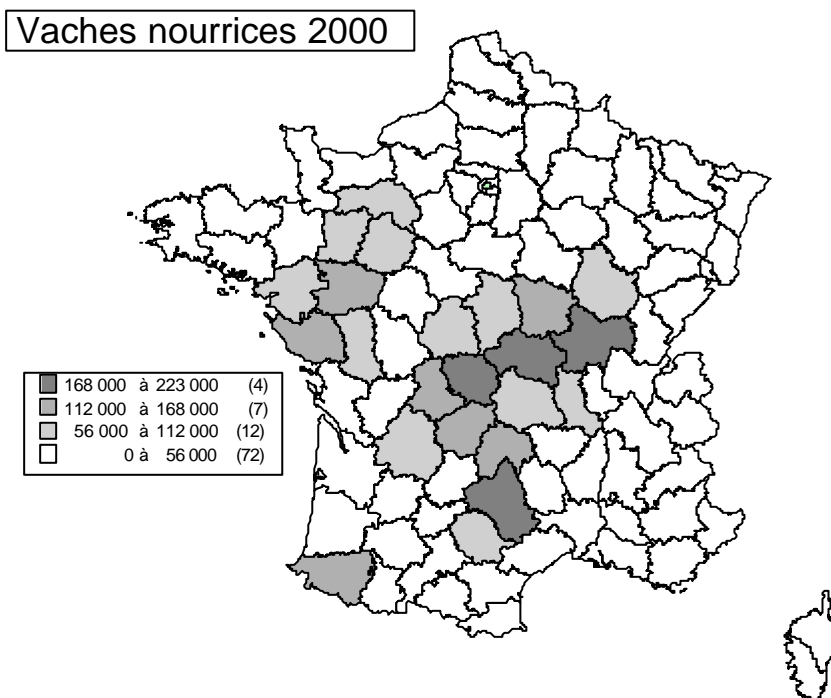 Vaches nourrices 2000
168 000 à 223 000 (4)
112 000 à 168 000 (7)
56 000 à 112 000 (12)
0 à 56 000 (72)